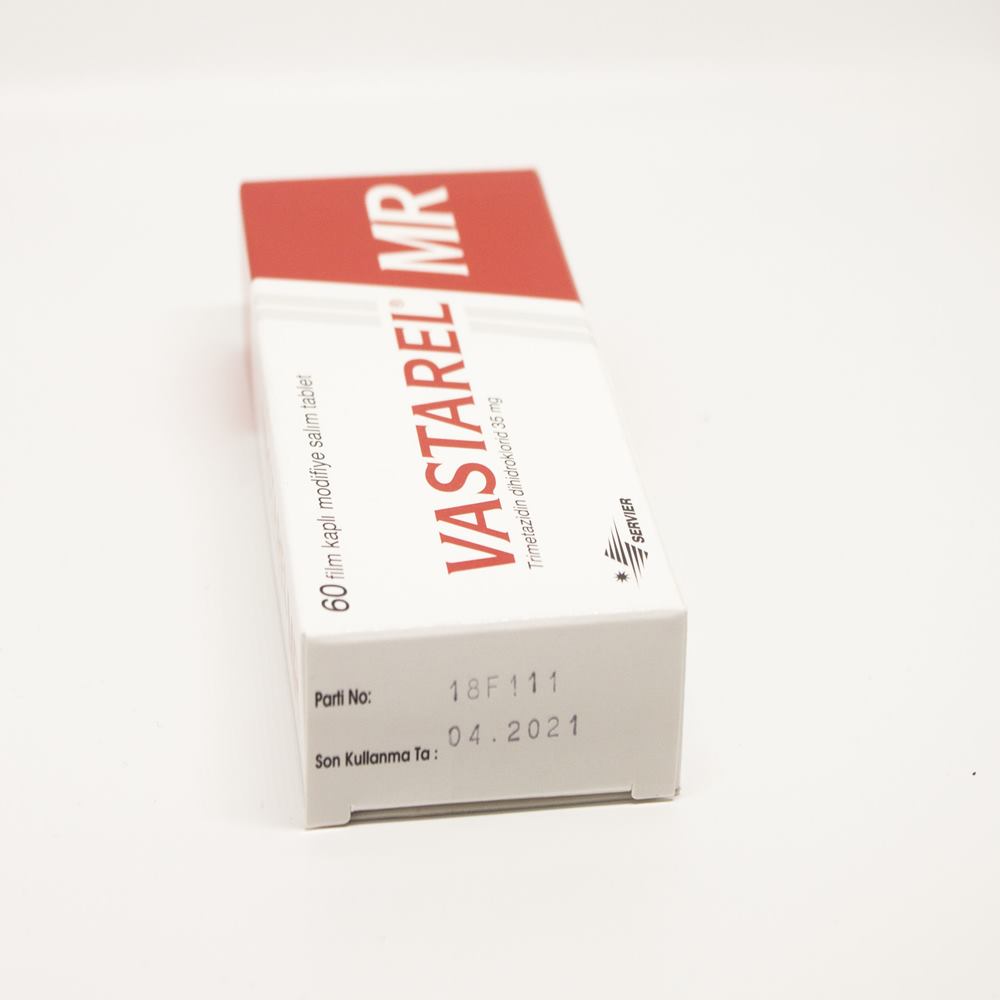 60 film kaplı modifiye salım tablet
VASTAREL® MR
Trimetazidin dihidroklorid 35 mg
SERVIER
Parti No: 18F111
Son Kullanma Ta : 04.2021